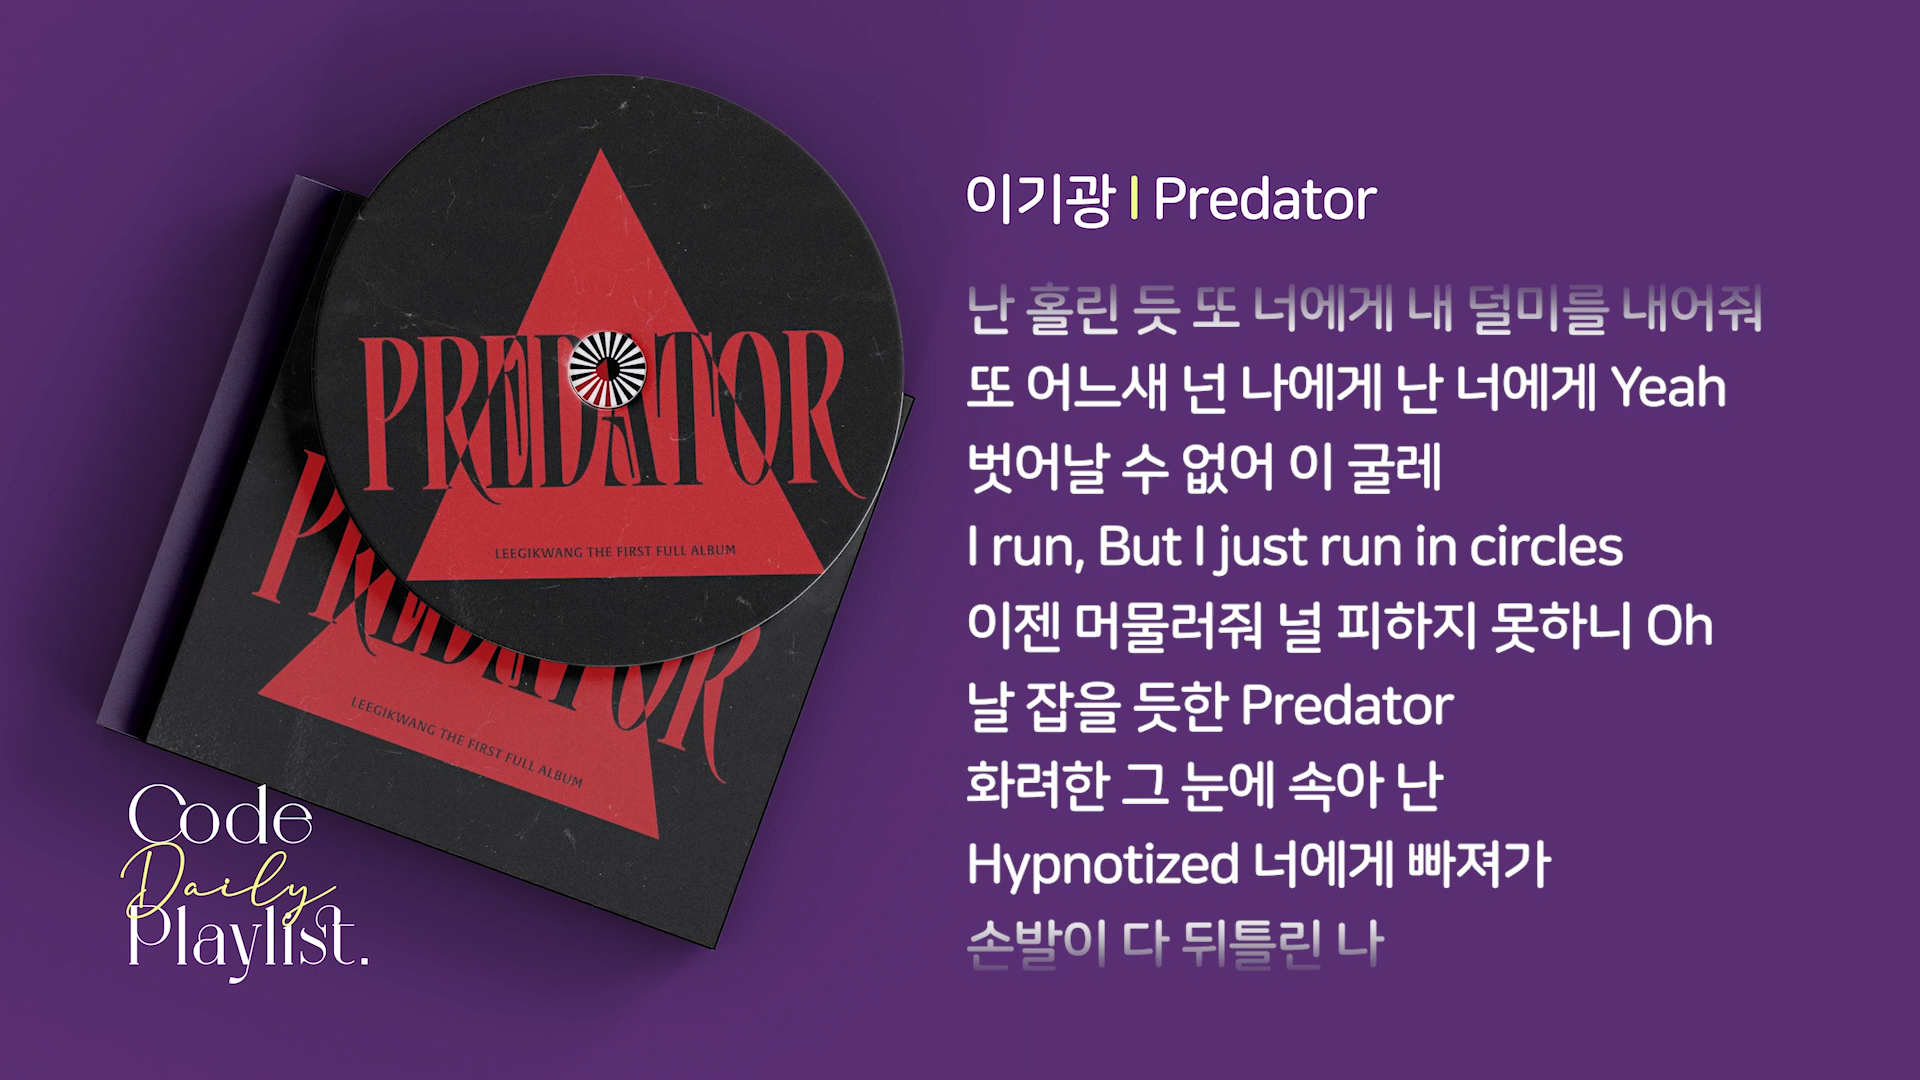 PREDATOR
LEEGIKWANG THE FIRST FULL ALBUM
PREDATOR
LEEGIKWANG THE FIRST FULL ALBUM
Code
Daily
Playlist.
이기광 | Predator
난 홀린 듯 또 너에게 내 덜미를 내어줘
또 어느새 넌 나에게 난 너에게 Yeah
벗어날 수 없어 이 굴레
I run, But I just run in circles
이젠 머물러줘 널 피하지 못하니 Oh
날 잡을 듯한 Predator
화려한 그 눈에 속아 난
Hypnotized 너에게 빠져가
손발이 다 뒤틀린 나